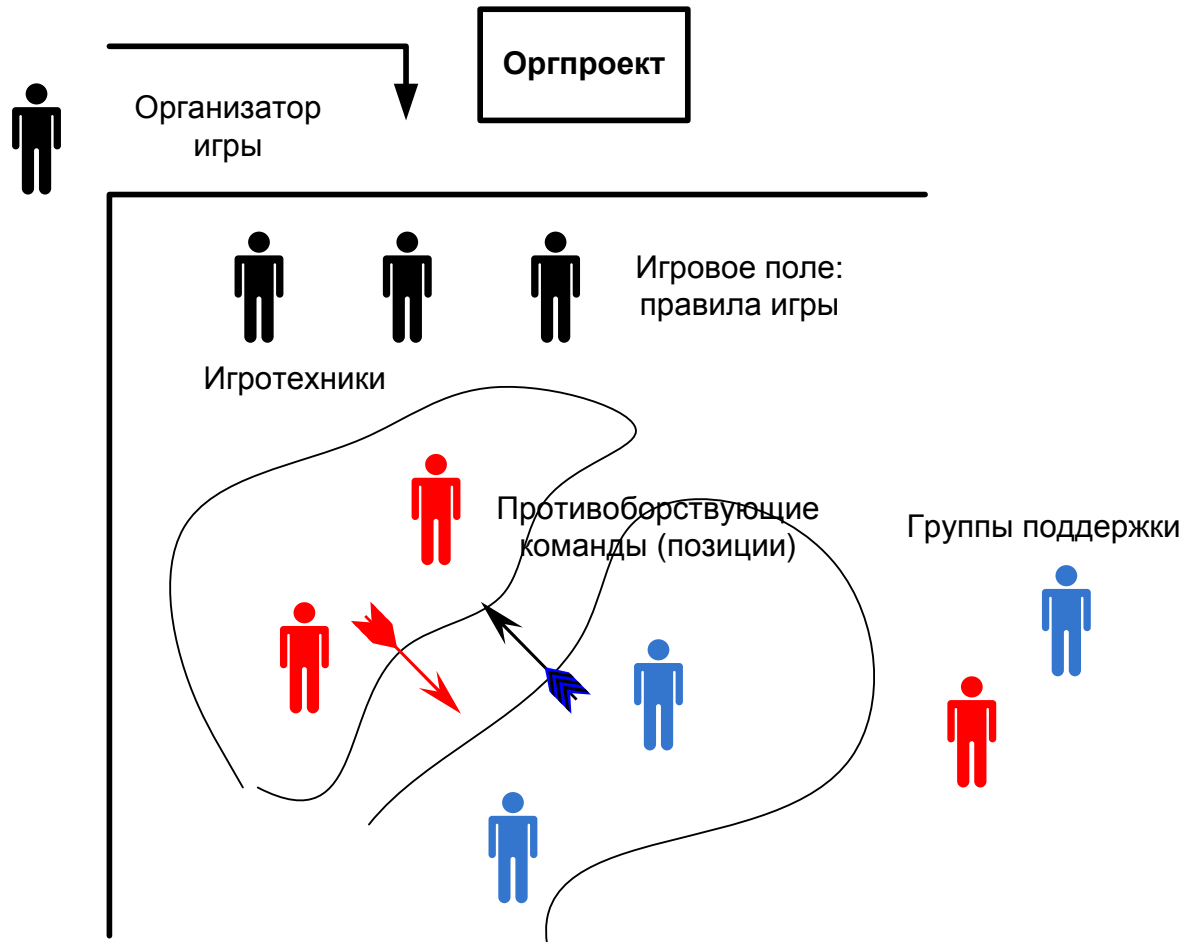 Оргпроект
Организатор
игры
Игровое поле:
правила игры
Игротехники
Противоборствующие
команды (позиции)
Группы поддержки